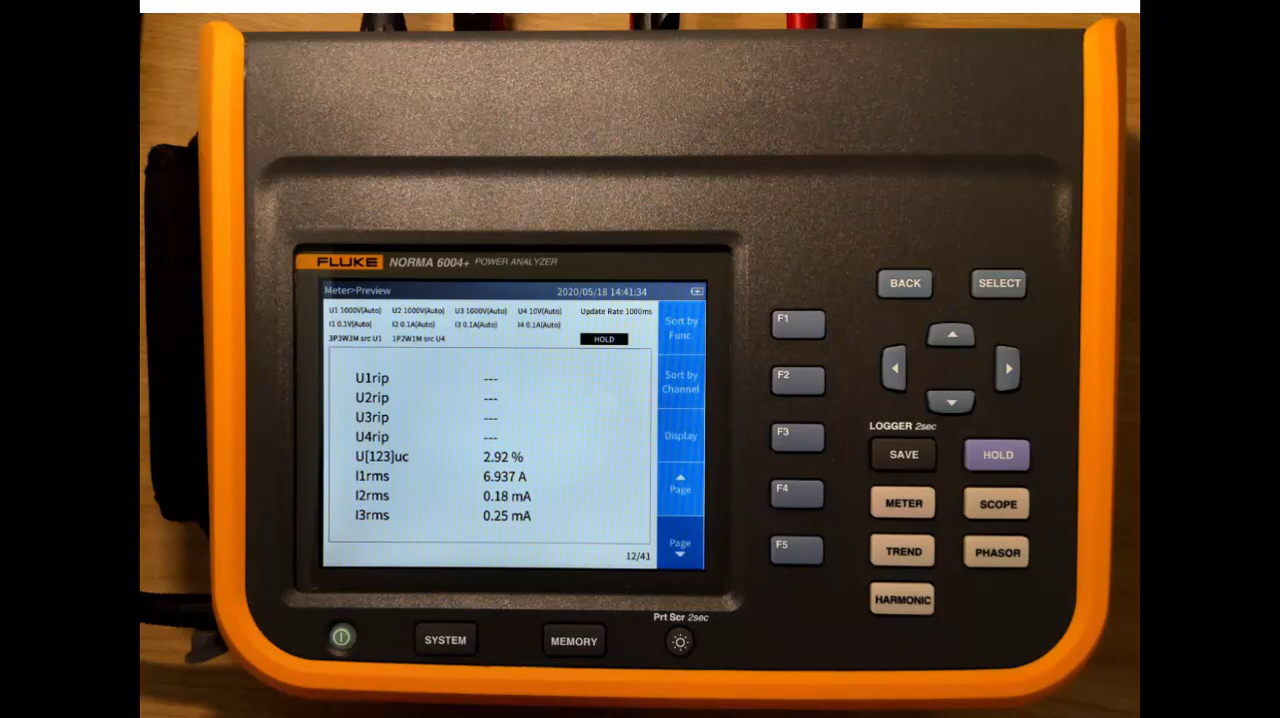 FLUKE NORMA 6004+ POWER ANALYZER
Meter>Preview 2020/05/18 14:41:34
U1 1000V(Auto) U2 1000V(Auto) U3 1000V(Auto) U4 10V(Auto) Update Rate 1000ms
I1 0.1V(Auto) I2 0.1A(Auto) I3 0.1A(Auto) I4 0.1A(Auto)
3P3W3M src U1 1P2W1M src U4 HOLD
U1rip ---
U2rip ---
U3rip ---
U4rip ---
U[123]uc 2.92 %
I1rms 6.937 A
I2rms 0.18 mA
I3rms 0.25 mA
12/41
Sort by
Func.
Sort by
Channel
Display
Page
Page
F1
F2
F3
F4
F5
BACK SELECT
LOGGER 2sec
SAVE HOLD
METER SCOPE
TREND PHASOR
HARMONIC
Prt Scr 2sec
SYSTEM MEMORY